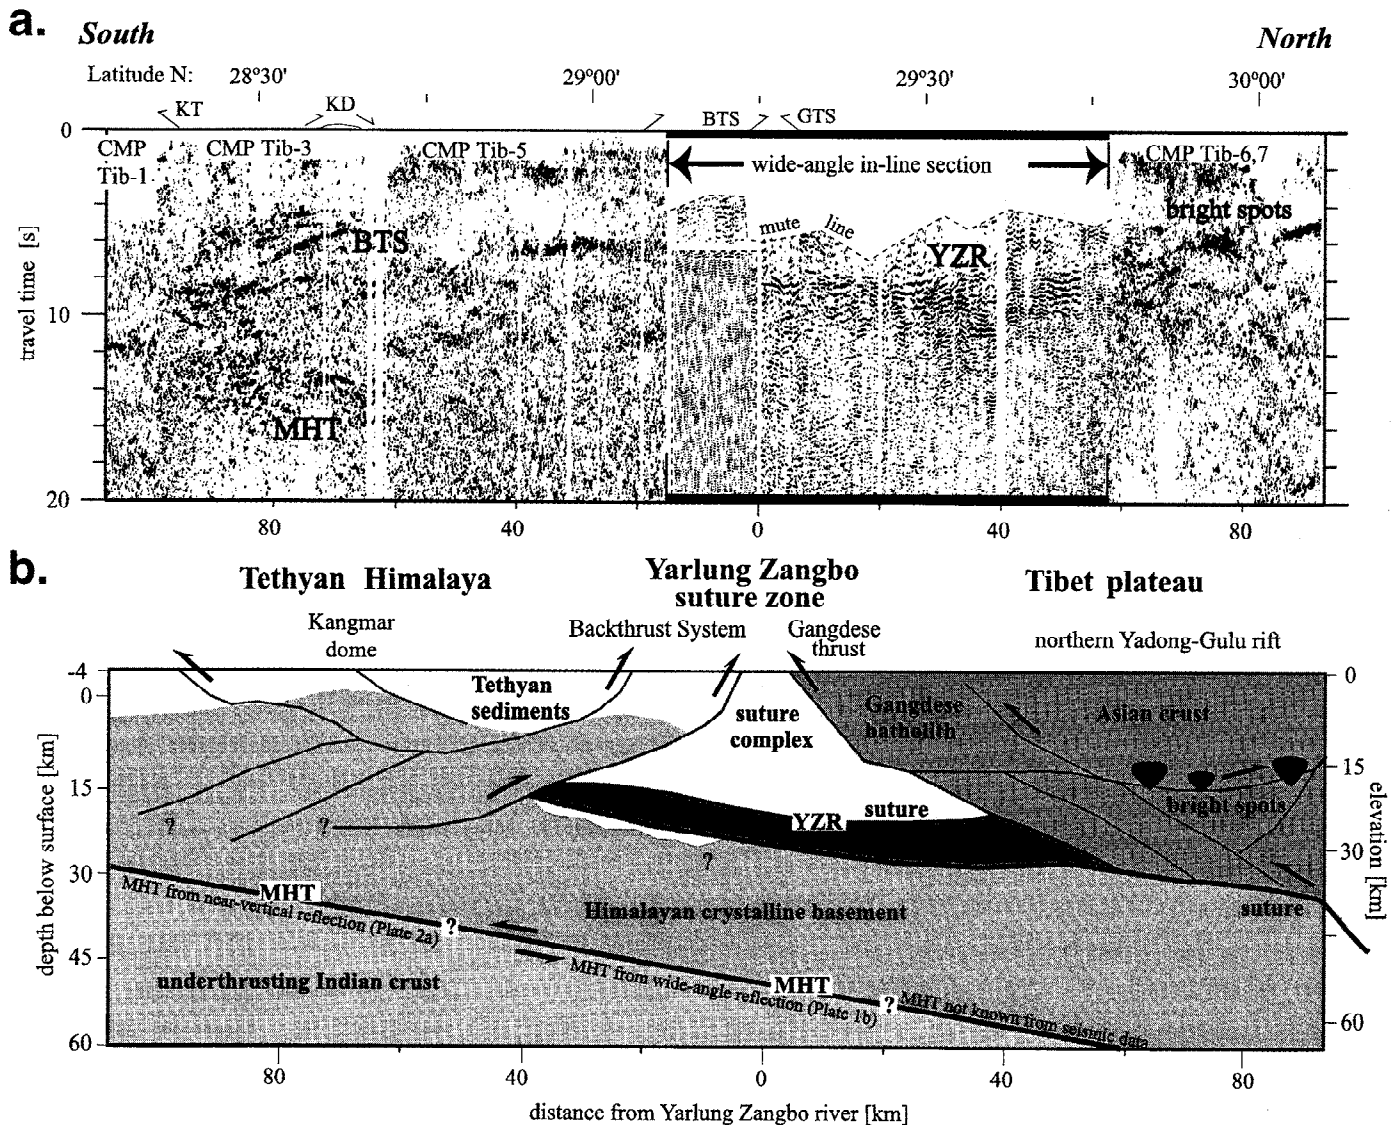 a.
South
North
Latitude N:
28°30'
29°00'
29°30'
30°00'
KT
KD
BTS
GTS
0
CMP
Tib-1
CMP Tib-3
CMP Tib-5
wide-angle in-line section
CMP Tib-6,7
bright spots
mute line
BTS
YZR
travel time [s]
10
MHT
20
80
40
0
40
80
b.
Tethyan Himalaya
Yarlung Zangbo
suture zone
Tibet plateau
Kangmar
dome
Backthrust System
Gangdese
thrust
northern Yadong-Gulu rift
-4
0
0
Tethyan
sediments
suture
complex
Gangdese
batholith
Asian crust
15
15
bright spots
suture
YZR
?
?
?
30
30
depth below surface [km]
elevation [km]
MHT
MHT from near-vertical reflection (Plate 2a)
?
Himalayan crystalline basement
suture
45
underthrusting Indian crust
MHT from wide-angle reflection (Plate 1b)
MHT
?
MHT not known from seismic data
60
60
80
40
0
40
80
distance from Yarlung Zangbo river [km]